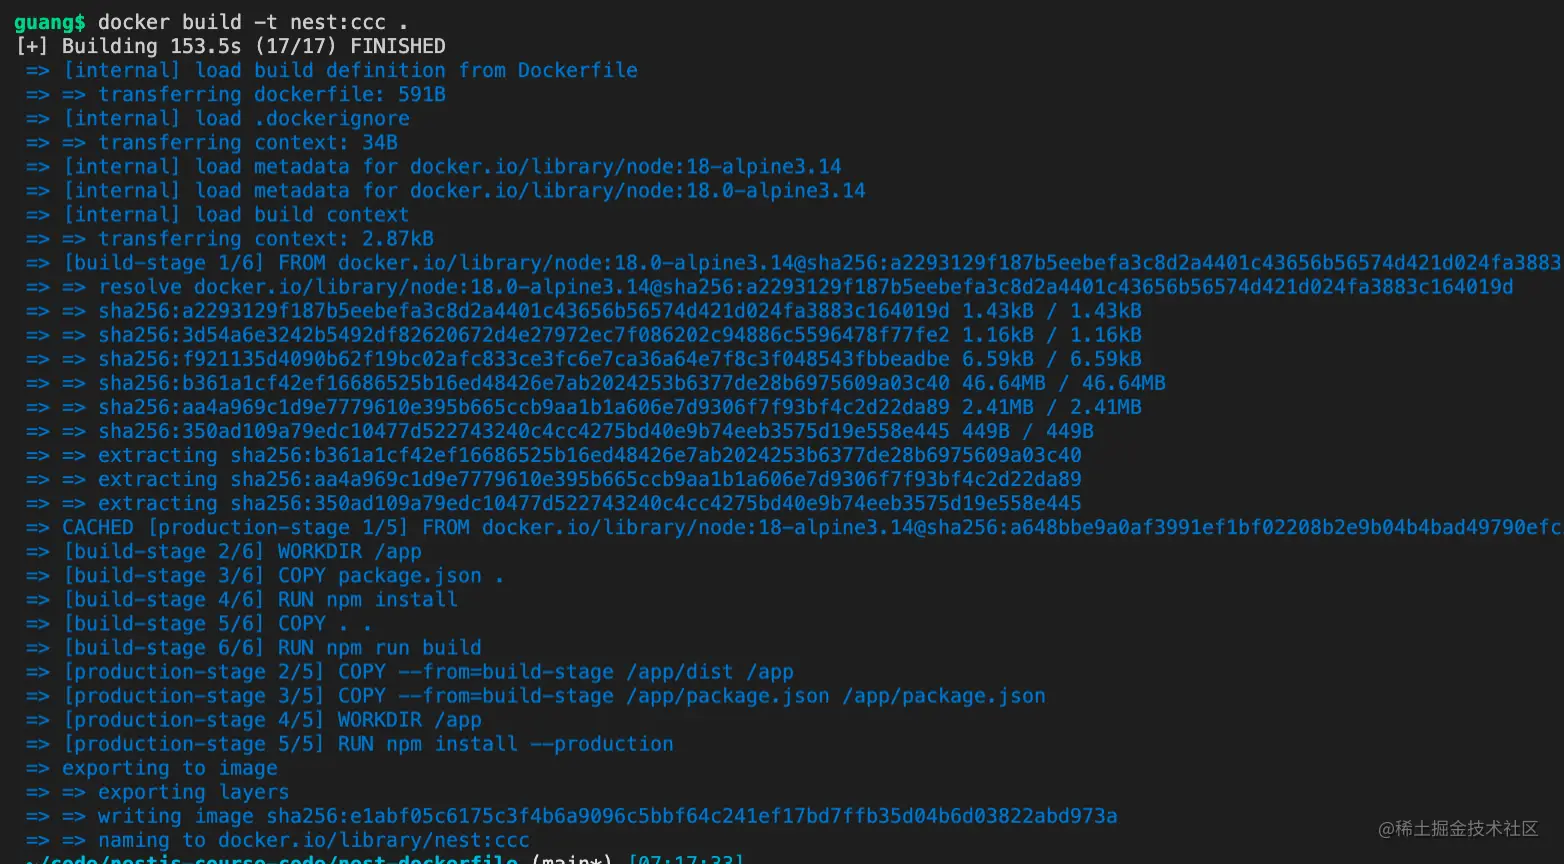 guang$ docker build -t nest:ccc .
[+] Building 153.5s (17/17) FINISHED
=> [internal] load build definition from Dockerfile
=> => transferring dockerfile: 591B
=> [internal] load .dockerignore
=> => transferring context: 34B
=> [internal] load metadata for docker.io/library/node:18-alpine3.14
=> [internal] load metadata for docker.io/library/node:18.0-alpine3.14
=> [internal] load build context
=> => transferring context: 2.87kB
=> [build-stage 1/6] FROM docker.io/library/node:18.0-alpine3.14@sha256:a2293129f187b5eebefa3c8d2a4401c43656b56574d421d024fa3883
=> => resolve docker.io/library/node:18.0-alpine3.14@sha256:a2293129f187b5eebefa3c8d2a4401c43656b56574d421d024fa3883c164019d
=> => sha256:a2293129f187b5eebefa3c8d2a4401c43656b56574d421d024fa3883c164019d 1.43kB / 1.43kB
=> => sha256:3d54a6e3242b5492df82620672d4e27972ec7f086202c94886c5596478f77fe2 1.16kB / 1.16kB
=> => sha256:f921135d4090b62f19bc02afc833ce3fc6e7ca36a64e7f8c3f048543fbbeadbe 6.59kB / 6.59kB
=> => sha256:b361a1cf42ef16686525b16ed48426e7ab2024253b6377de28b6975609a03c40 46.64MB / 46.64MB
=> => sha256:aa4a969c1d9e7779610e395b665ccb9aa1b1a606e7d9306f7f93bf4c2d22da89 2.41MB / 2.41MB
=> => sha256:350ad109a79edc10477d522743240c4cc4275bd40e9b74eeb3575d19e558e445 449B / 449B
=> => extracting sha256:b361a1cf42ef16686525b16ed48426e7ab2024253b6377de28b6975609a03c40
=> => extracting sha256:aa4a969c1d9e7779610e395b665ccb9aa1b1a606e7d9306f7f93bf4c2d22da89
=> => extracting sha256:350ad109a79edc10477d522743240c4cc4275bd40e9b74eeb3575d19e558e445
=> CACHED [production-stage 1/5] FROM docker.io/library/node:18-alpine3.14@sha256:a648bbe9a0af3991ef1bf02208b2e9b04b4bad49790efc
=> [build-stage 2/6] WORKDIR /app
=> [build-stage 3/6] COPY package.json .
=> [build-stage 4/6] RUN npm install
=> [build-stage 5/6] COPY . .
=> [build-stage 6/6] RUN npm run build
=> [production-stage 2/5] COPY --from=build-stage /app/dist /app
=> [production-stage 3/5] COPY --from=build-stage /app/package.json /app/package.json
=> [production-stage 4/5] WORKDIR /app
=> [production-stage 5/5] RUN npm install --production
=> exporting to image
=> => exporting layers
=> => writing image sha256:e1abf05c6175c3f4b6a9096c5bbf64c241ef17bd7ffb35d04b6d03822abd973a
=> => naming to docker.io/library/nest:ccc
~/code/nestjs-course-code/nest-dockerfile (main*) [07:17:33]
@稀土掘金技术社区